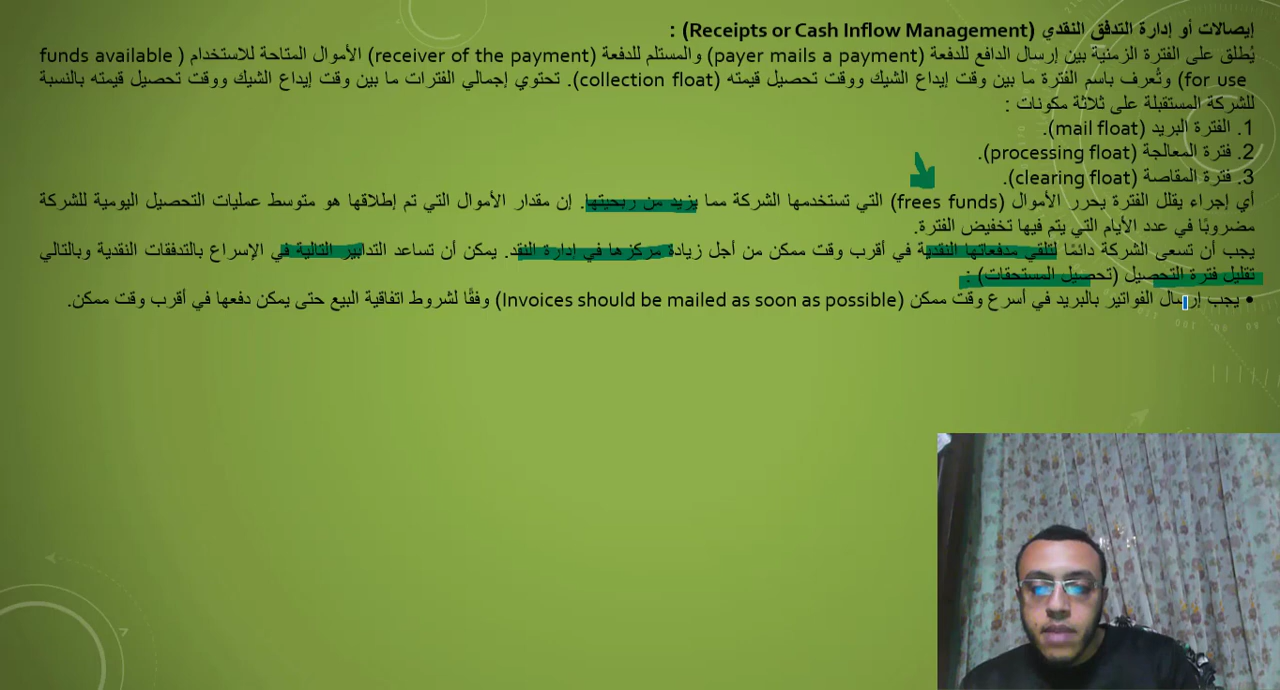 إيصالات أو إدارة التدفق النقدي (Receipts or Cash Inflow Management) :
يُطلق على الفترة الزمنية بين إرسال الدافع للدفعة (payer mails a payment) والمستلم للدفعة (receiver of the payment) الأموال المتاحة للاستخدام ( funds available
for use) وتُعرف باسم الفترة ما بين وقت إيداع الشيك ووقت تحصيل قيمته (collection float). تحتوي إجمالي الفترات ما بين وقت إيداع الشيك ووقت تحصيل قيمته بالنسبة
للشركة المستقبلة على ثلاثة مكونات :
1. الفترة البريد (mail float).
2. فترة المعالجة (processing float).
3. فترة المقاصة (clearing float).
أي إجراء يقلل الفترة يحرر الأموال (frees funds) التي تستخدمها الشركة مما يزيد من ربحيتها. إن مقدار الأموال التي تم إطلاقها هو متوسط عمليات التحصيل اليومية للشركة
مضروبًا في عدد الأيام التي يتم فيها تخفيض الفترة.
يجب أن تسعى الشركة دائمًا لتلقي مدفعاتها النقدية في أقرب وقت ممكن من أجل زيادة مركزها في إدارة النقد. يمكن أن تساعد التدابير التالية في الإسراع بالتدفقات النقدية وبالتالي
تقليل فترة التحصيل (تحصيل المستحقات) :
• يجب إرسال الفواتير بالبريد في أسرع وقت ممكن (Invoices should be mailed as soon as possible) وفقًا لشروط اتفاقية البيع حتى يمكن دفعها في أقرب وقت ممكن.